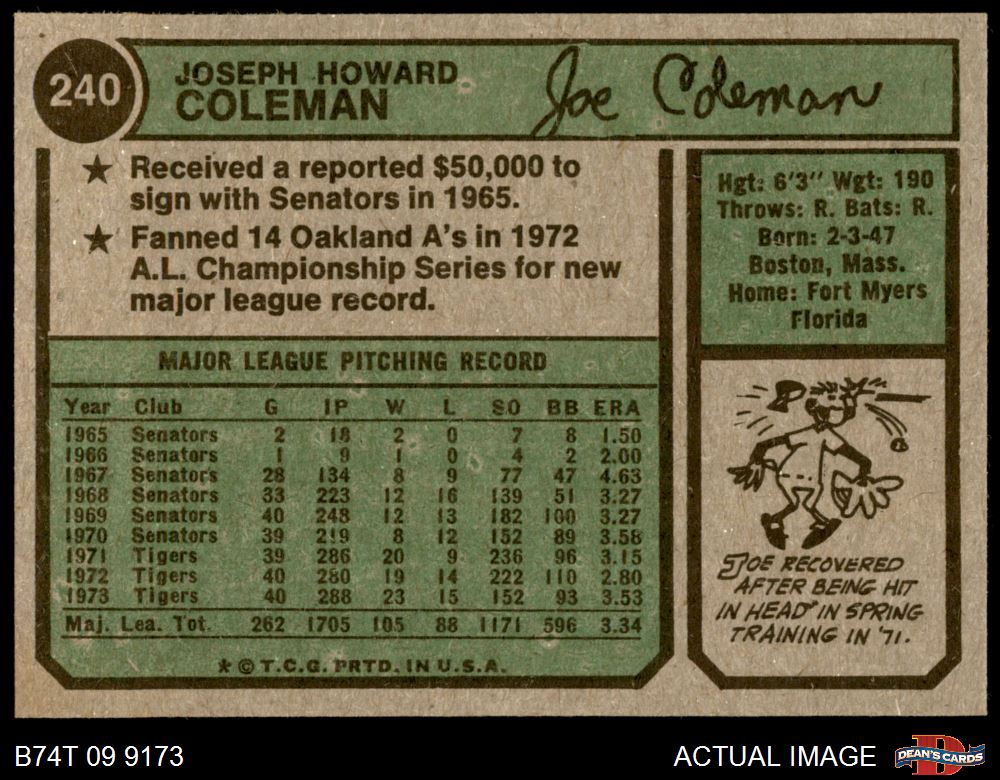 240
JOSEPH HOWARD
COLEMAN
Joe Coleman
★ Received a reported $50,000 to
sign with Senators in 1965.
★ Fanned 14 Oakland A's in 1972
A.L. Championship Series for new
major league record.
MAJOR LEAGUE PITCHING RECORD
Year Club G IP W L SO BB ERA
1965 Senators 2 18 2 0 7 8 1.50
1966 Senators 1 9 1 0 4 2 2.00
1967 Senators 28 134 8 9 77 47 4.63
1968 Senators 33 223 12 16 139 51 3.27
1969 Senators 40 248 12 13 182 100 3.27
1970 Senators 39 219 8 12 152 89 3.58
1971 Tigers 39 286 20 9 236 96 3.15
1972 Tigers 40 280 19 14 222 110 2.80
1973 Tigers 40 288 23 15 152 93 3.53
Maj. Lea. Tot. 262 1705 105 88 1171 596 3.34
★ © T.C.G. PRTD. IN U.S.A.
Hgt: 6'3" Wgt: 190
Throws: R. Bats: R.
Born: 2-3-47
Boston, Mass.
Home: Fort Myers
Florida
JOE RECOVERED
AFTER BEING HIT
IN HEAD IN SPRING
TRAINING IN '71.
B74T 09 9173
ACTUAL IMAGE
D
DEAN'S CARDS